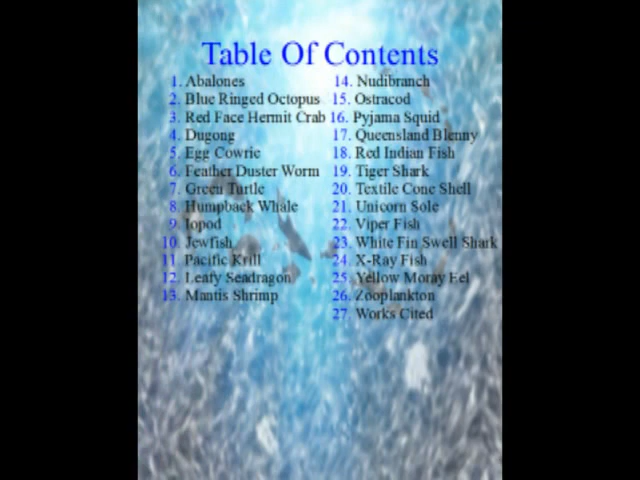 Table Of Contents
1. Abalones
2. Blue Ringed Octopus
3. Red Face Hermit Crab
4. Dugong
5. Egg Cowrie
6. Feather Duster Worm
7. Green Turtle
8. Humpback Whale
9. Iopod
10. Jewfish
11. Pacific Krill
12. Leafy Seadragon
13. Mantis Shrimp
14. Nudibranch
15. Ostracod
16. Pyjama Squid
17. Queensland Blenny
18. Red Indian Fish
19. Tiger Shark
20. Textile Cone Shell
21. Unicorn Sole
22. Viper Fish
23. White Fin Swell Shark
24. X-Ray Fish
25. Yellow Moray Eel
26. Zooplankton
27. Works Cited